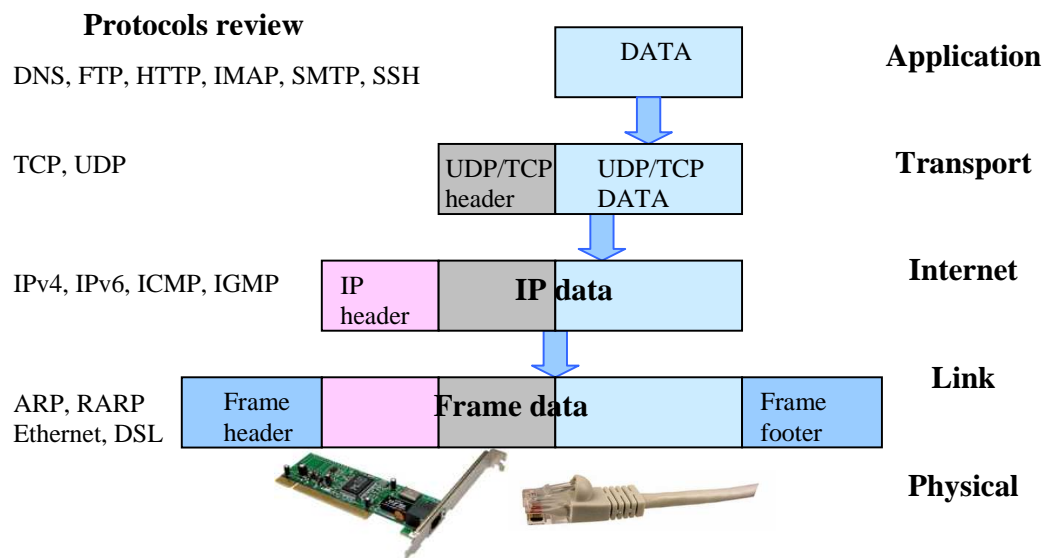 Protocols review
DATA
Application
DNS, FTP, HTTP, IMAP, SMTP, SSH
TCP, UDP
UDP/TCP
header
UDP/TCP
DATA
Transport
IPv4, IPv6, ICMP, IGMP
IP
header
IP data
Internet
Link
ARP, RARP
Ethernet, DSL
Frame
header
Frame data
Frame
footer
Physical